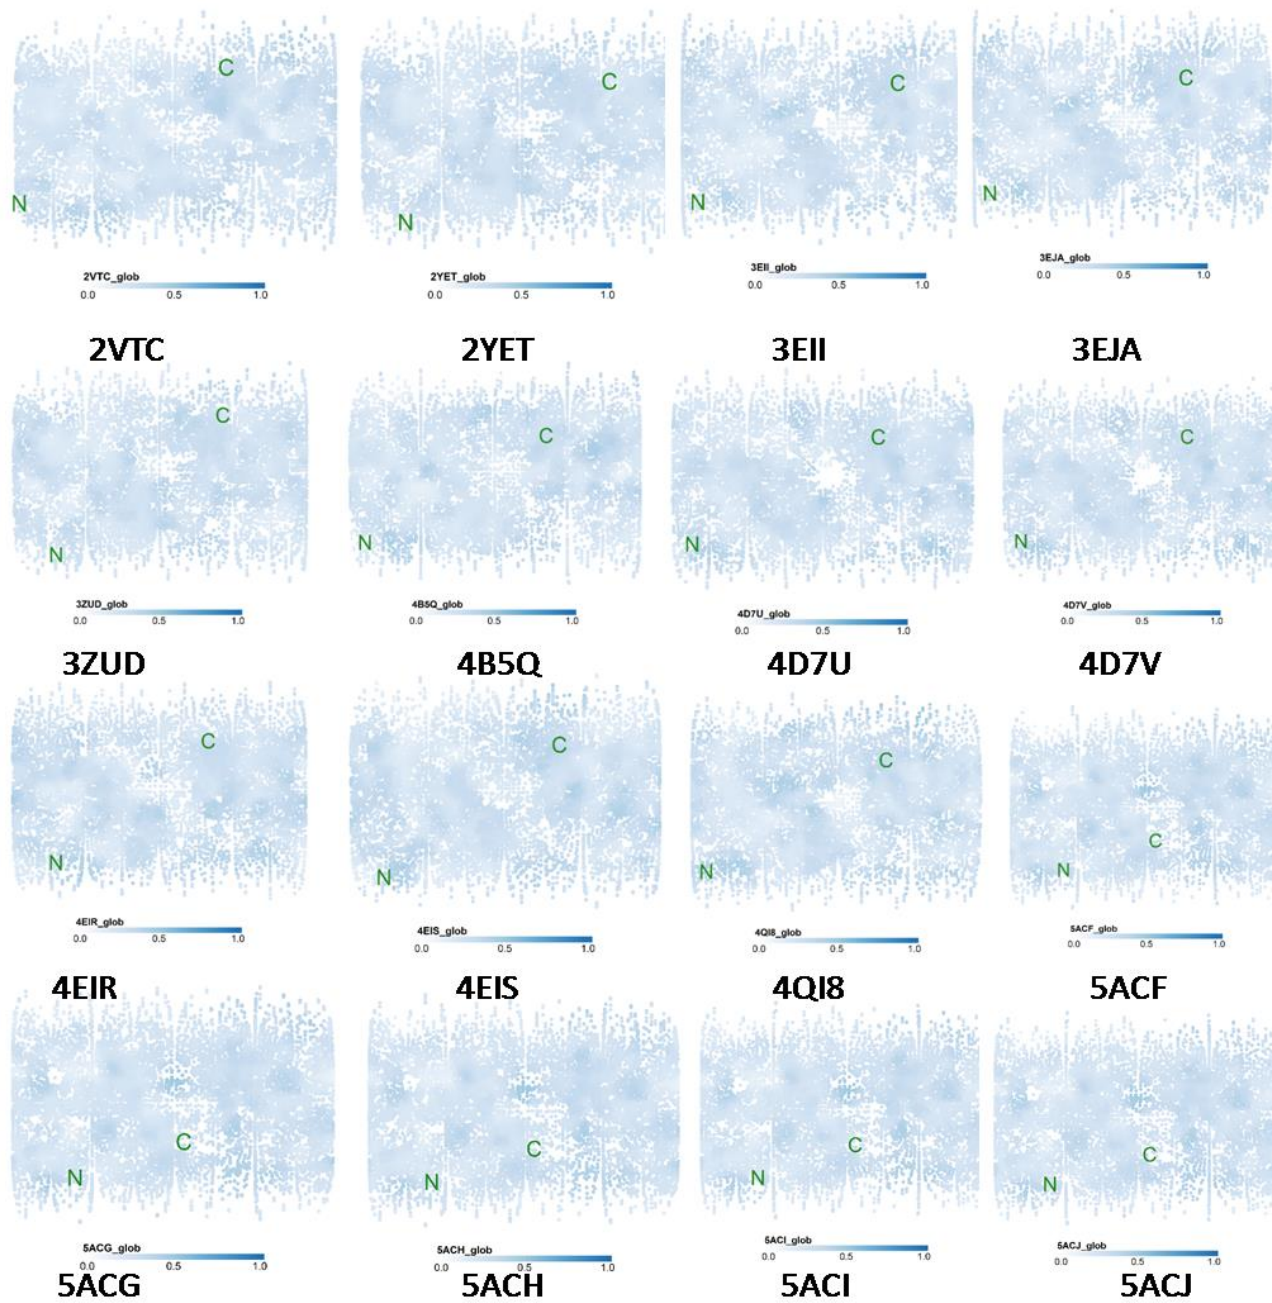 C C C C
N N N N
2VTC_glob 2YET_glob 3EII_glob 3EJA_glob
0.0 0.5 1.0 0.0 0.5 1.0 0.0 0.5 1.0 0.0 0.5 1.0
2VTC 2YET 3EII 3EJA
C C C C
N N N N
3ZUD_glob 4B5Q_glob 4D7U_glob 4D7V_glob
0.0 0.5 1.0 0.0 0.5 1.0 0.0 0.5 1.0 0.0 0.5 1.0
3ZUD 4B5Q 4D7U 4D7V
C C C C
N N N N
4EIR_glob 4EIS_glob 4QI8_glob 5ACF_glob
0.0 0.5 1.0 0.0 0.5 1.0 0.0 0.5 1.0 0.0 0.5 1.0
4EIR 4EIS 4QI8 5ACF
C C C C
N N N N
5ACG_glob 5ACH_glob 5ACI_glob 5ACJ_glob
0.0 0.5 1.0 0.0 0.5 1.0 0.0 0.5 1.0 0.0 0.5 1.0
5ACG 5ACH 5ACI 5ACJ